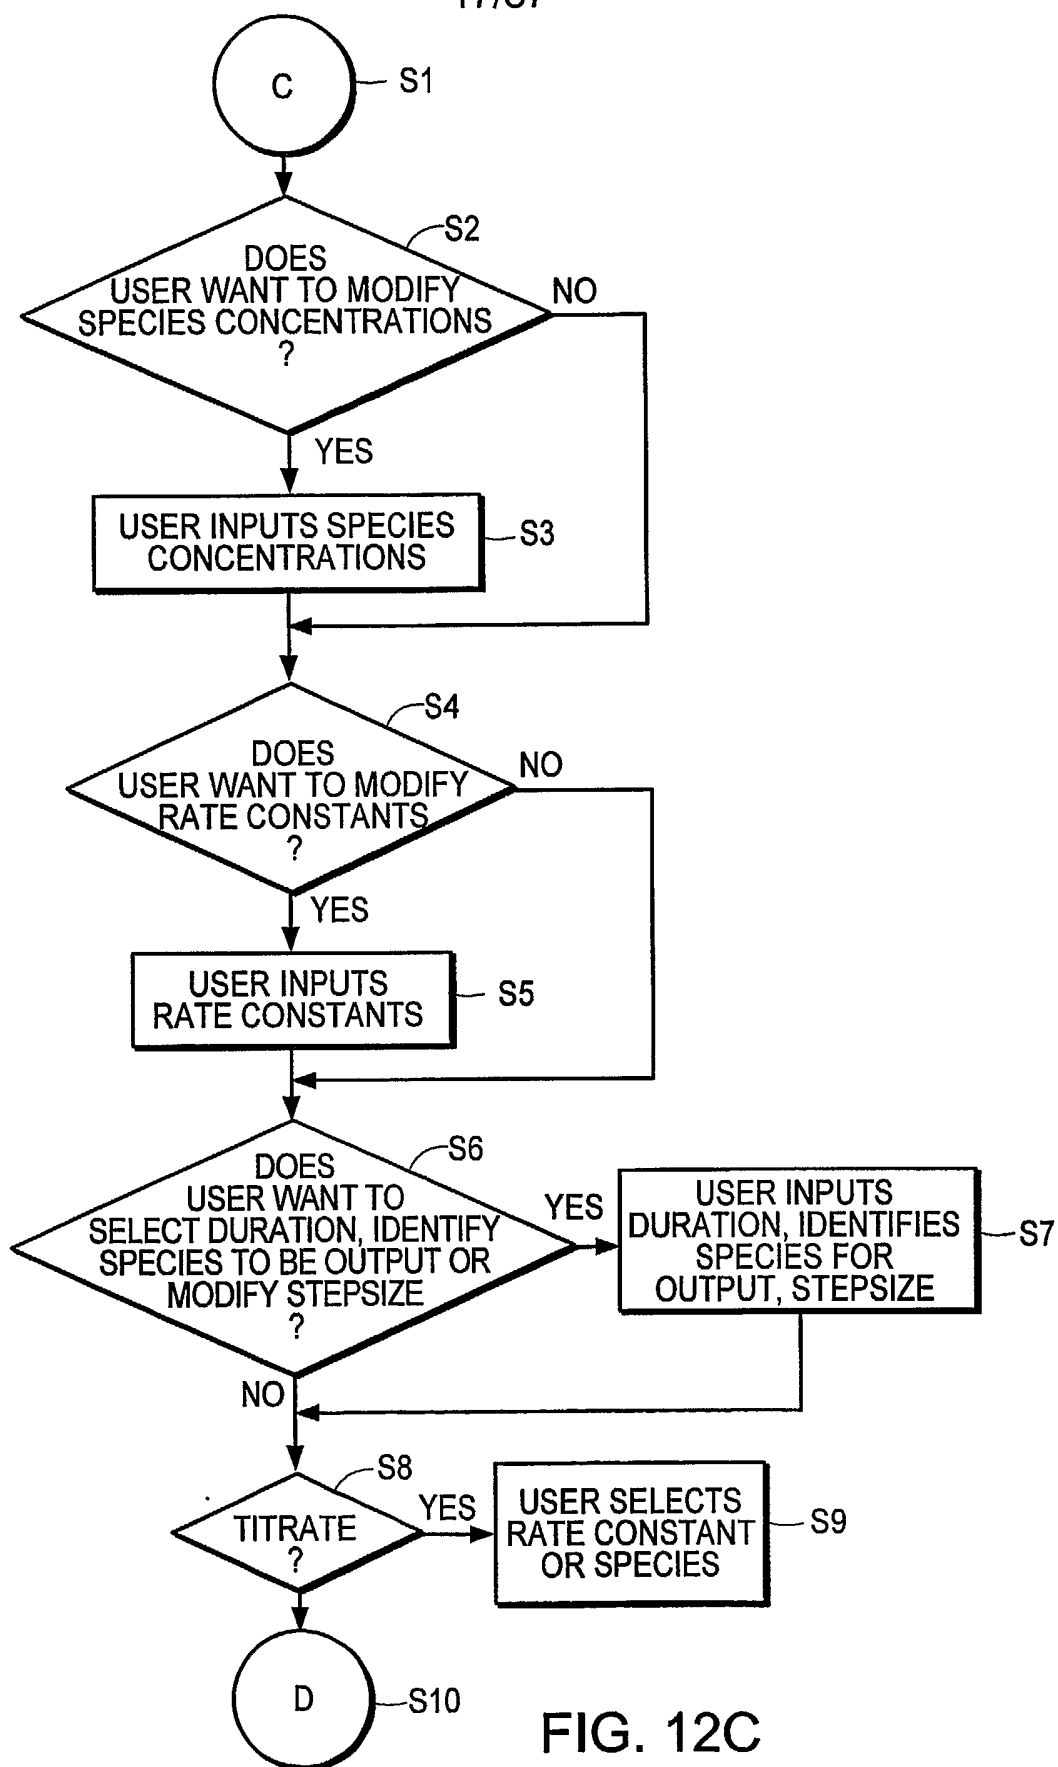 C
S1
S2
DOES
USER WANT TO MODIFY
SPECIES CONCENTRATIONS
?
NO
YES
USER INPUTS SPECIES
CONCENTRATIONS
S3
S4
DOES
USER WANT TO MODIFY
RATE CONSTANTS
?
NO
YES
USER INPUTS
RATE CONSTANTS
S5
S6
DOES
USER WANT TO
SELECT DURATION, IDENTIFY
SPECIES TO BE OUTPUT OR
MODIFY STEPSIZE
?
YES
USER INPUTS
DURATION, IDENTIFIES
SPECIES FOR
OUTPUT, STEPSIZE
S7
NO
S8
TITRATE
?
YES
USER SELECTS
RATE CONSTANT
OR SPECIES
S9
D
S10
FIG. 12C